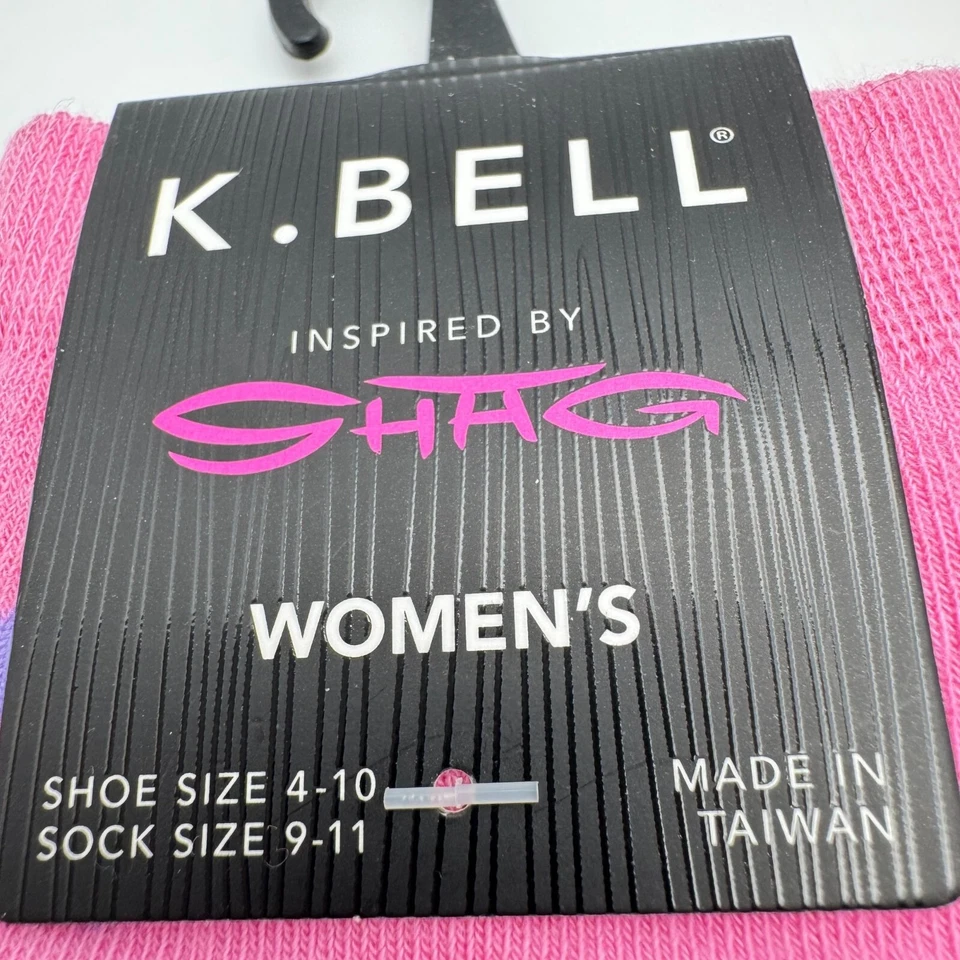 K.BELL®
INSPIRED BY
SHAG
WOMEN'S
SHOE SIZE 4-10
SOCK SIZE 9-11
MADE IN
TAIWAN